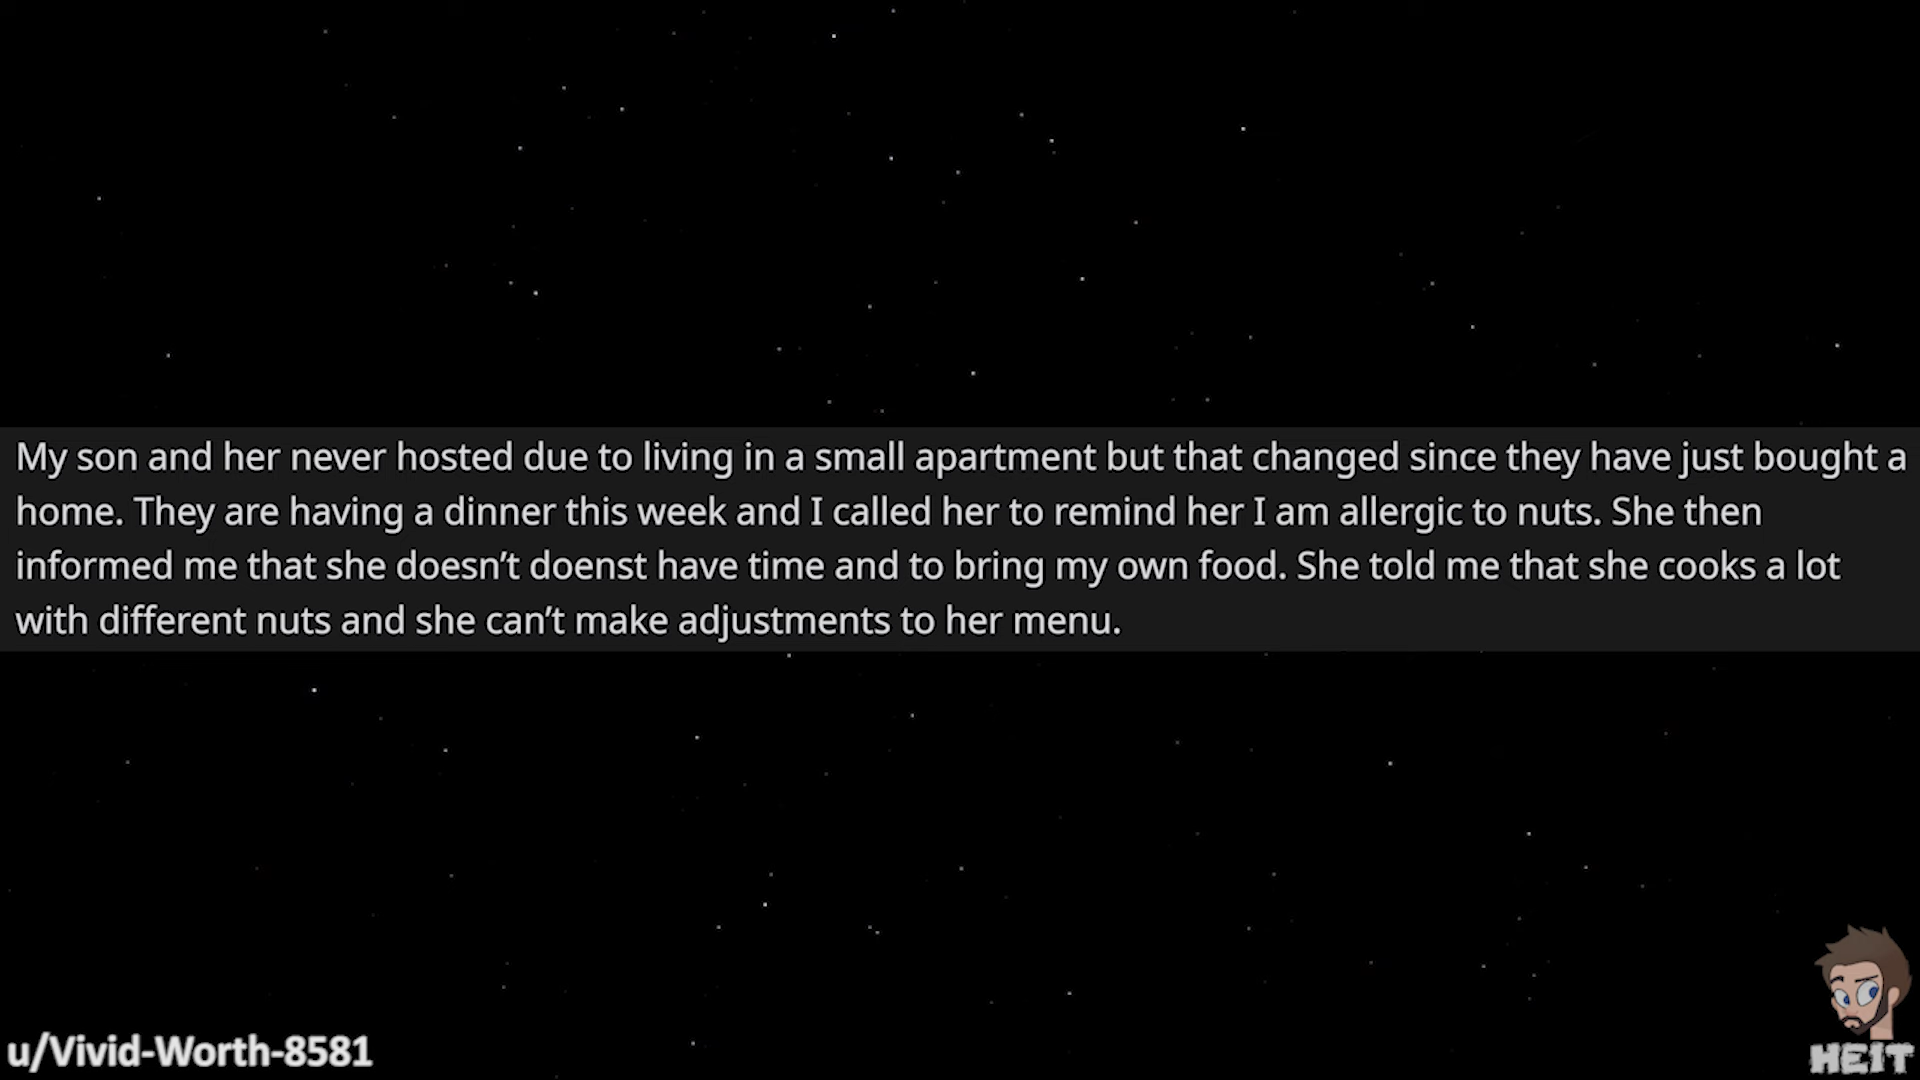 My son and her never hosted due to living in a small apartment but that changed since they have just bought a
home. They are having a dinner this week and I called her to remind her I am allergic to nuts. She then
informed me that she doesn’t doenst have time and to bring my own food. She told me that she cooks a lot
with different nuts and she can’t make adjustments to her menu.
u/Vivid-Worth-8581
HEIT